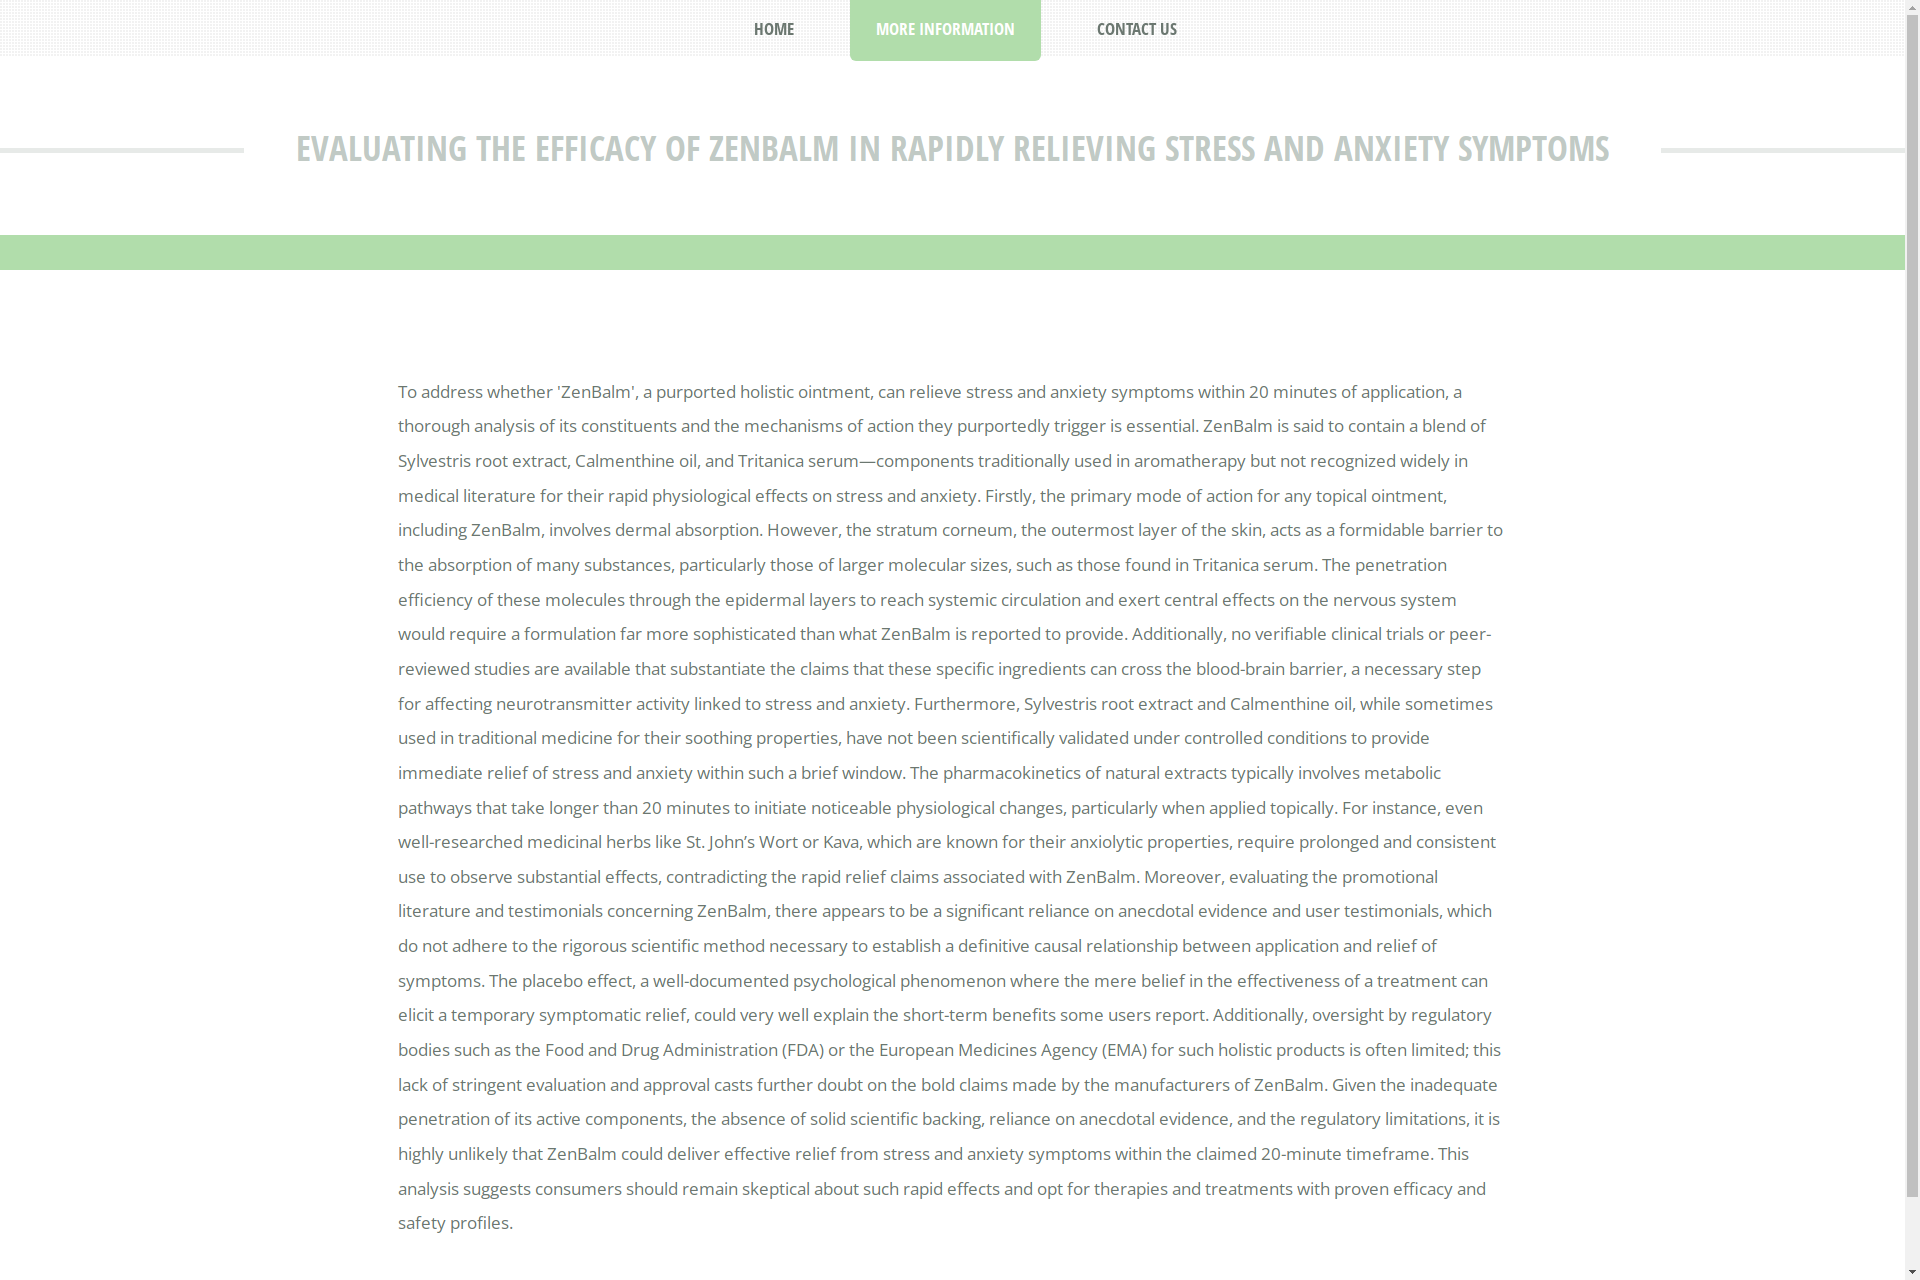 HOME
MORE INFORMATION
CONTACT US
EVALUATING THE EFFICACY OF ZENBALM IN RAPIDLY RELIEVING STRESS AND ANXIETY SYMPTOMS
To address whether 'ZenBalm', a purported holistic ointment, can relieve stress and anxiety symptoms within 20 minutes of application, a
thorough analysis of its constituents and the mechanisms of action they purportedly trigger is essential. ZenBalm is said to contain a blend of
Sylvestris root extract, Calmenthine oil, and Tritanica serum—components traditionally used in aromatherapy but not recognized widely in
medical literature for their rapid physiological effects on stress and anxiety. Firstly, the primary mode of action for any topical ointment,
including ZenBalm, involves dermal absorption. However, the stratum corneum, the outermost layer of the skin, acts as a formidable barrier to
the absorption of many substances, particularly those of larger molecular sizes, such as those found in Tritanica serum. The penetration
efficiency of these molecules through the epidermal layers to reach systemic circulation and exert central effects on the nervous system
would require a formulation far more sophisticated than what ZenBalm is reported to provide. Additionally, no verifiable clinical trials or peer-
reviewed studies are available that substantiate the claims that these specific ingredients can cross the blood-brain barrier, a necessary step
for affecting neurotransmitter activity linked to stress and anxiety. Furthermore, Sylvestris root extract and Calmenthine oil, while sometimes
used in traditional medicine for their soothing properties, have not been scientifically validated under controlled conditions to provide
immediate relief of stress and anxiety within such a brief window. The pharmacokinetics of natural extracts typically involves metabolic
pathways that take longer than 20 minutes to initiate noticeable physiological changes, particularly when applied topically. For instance, even
well-researched medicinal herbs like St. John’s Wort or Kava, which are known for their anxiolytic properties, require prolonged and consistent
use to observe substantial effects, contradicting the rapid relief claims associated with ZenBalm. Moreover, evaluating the promotional
literature and testimonials concerning ZenBalm, there appears to be a significant reliance on anecdotal evidence and user testimonials, which
do not adhere to the rigorous scientific method necessary to establish a definitive causal relationship between application and relief of
symptoms. The placebo effect, a well-documented psychological phenomenon where the mere belief in the effectiveness of a treatment can
elicit a temporary symptomatic relief, could very well explain the short-term benefits some users report. Additionally, oversight by regulatory
bodies such as the Food and Drug Administration (FDA) or the European Medicines Agency (EMA) for such holistic products is often limited; this
lack of stringent evaluation and approval casts further doubt on the bold claims made by the manufacturers of ZenBalm. Given the inadequate
penetration of its active components, the absence of solid scientific backing, reliance on anecdotal evidence, and the regulatory limitations, it is
highly unlikely that ZenBalm could deliver effective relief from stress and anxiety symptoms within the claimed 20-minute timeframe. This
analysis suggests consumers should remain skeptical about such rapid effects and opt for therapies and treatments with proven efficacy and
safety profiles.